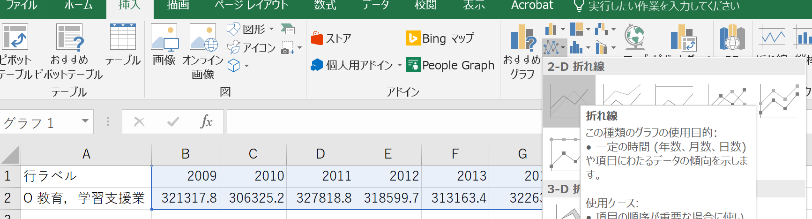 ファイル ホーム 挿入 描画 ページ レイアウト 数式 データ 校閲 表示 Acrobat 実行したい作業を入力してください
ピボット
テーブル
おすすめ
ピボットテーブル
テーブル
テーブル
画像
オンライン
画像
図形
アイコン
ストア
個人用アドイン
Bing マップ
People Graph
アドイン
おすすめ
グラフ
折れ線
グラフ 1 fx
A B C D E F G
1 行ラベル 2009 2010 2011 2012 2013
2 O 教育，学習支援業 321317.8 306325.2 327818.8 318599.7 313163.4
2-D 折れ線
折れ線
この種類のグラフの使用目的:
• 一定の時間 (年数、月数、日数)
や項目にわたるデータの傾向を示しま
す。
使用ケース:
• 項目の順序が重要な場合に使い
3-D 折